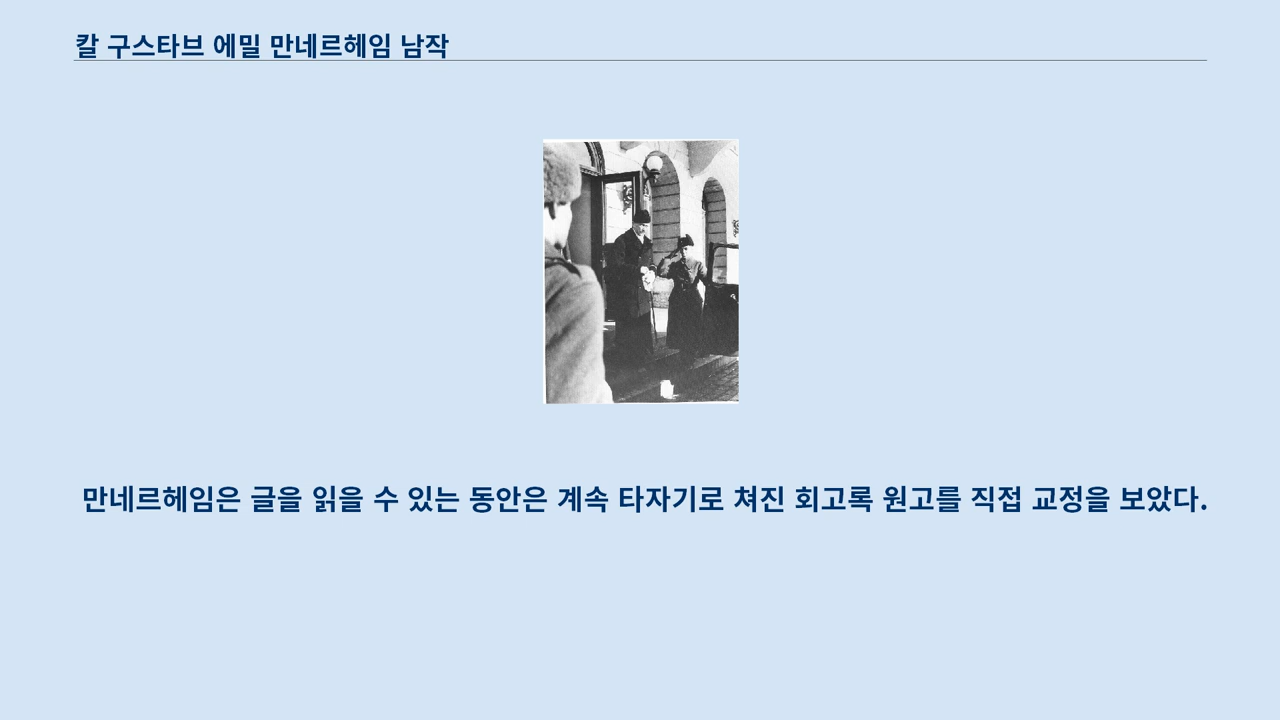 칼 구스타브 에밀 만네르헤임 남작
만네르헤임은 글을 읽을 수 있는 동안은 계속 타자기로 쳐진 회고록 원고를 직접 교정을 보았다.